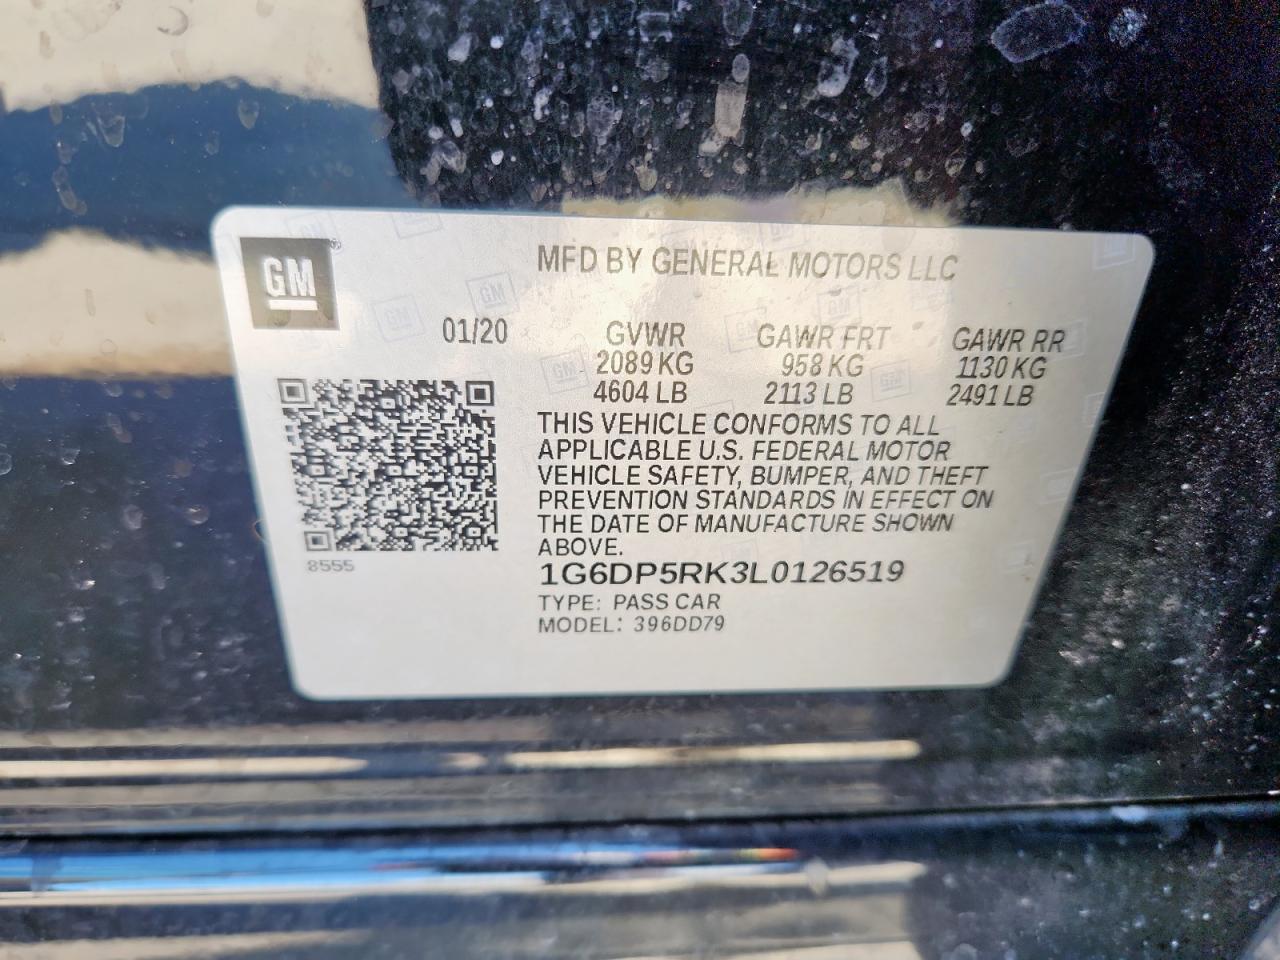 GM®
MFD BY GENERAL MOTORS LLC
01/20 GVWR GAWR FRT GAWR RR
2089 KG 958 KG 1130 KG
4604 LB 2113 LB 2491 LB
THIS VEHICLE CONFORMS TO ALL
APPLICABLE U.S. FEDERAL MOTOR
VEHICLE SAFETY, BUMPER, AND THEFT
PREVENTION STANDARDS IN EFFECT ON
THE DATE OF MANUFACTURE SHOWN
ABOVE.
8555
1G6DP5RK3L0126519
TYPE: PASS CAR
MODEL: 396DD79